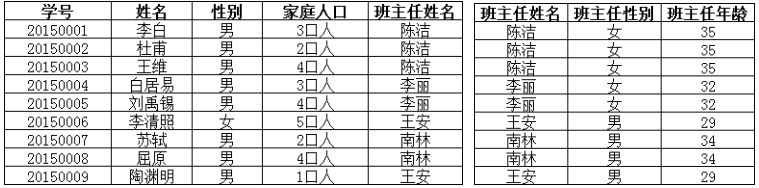 学号 姓名 性别 家庭人口 班主任姓名 班主任姓名 班主任性别 班主任年龄
20150001 李白 男 3口人 陈洁 陈洁 女 35
20150002 杜甫 男 2口人 陈洁 陈洁 女 35
20150003 王维 男 4口人 陈洁 陈洁 女 35
20150004 白居易 男 3口人 李丽 李丽 女 32
20150005 刘禹锡 男 4口人 李丽 李丽 女 32
20150006 李清照 女 5口人 王安 王安 男 29
20150007 苏轼 男 2口人 南林 南林 男 34
20150008 屈原 男 4口人 南林 南林 男 34
20150009 陶渊明 男 1口人 王安 王安 男 29